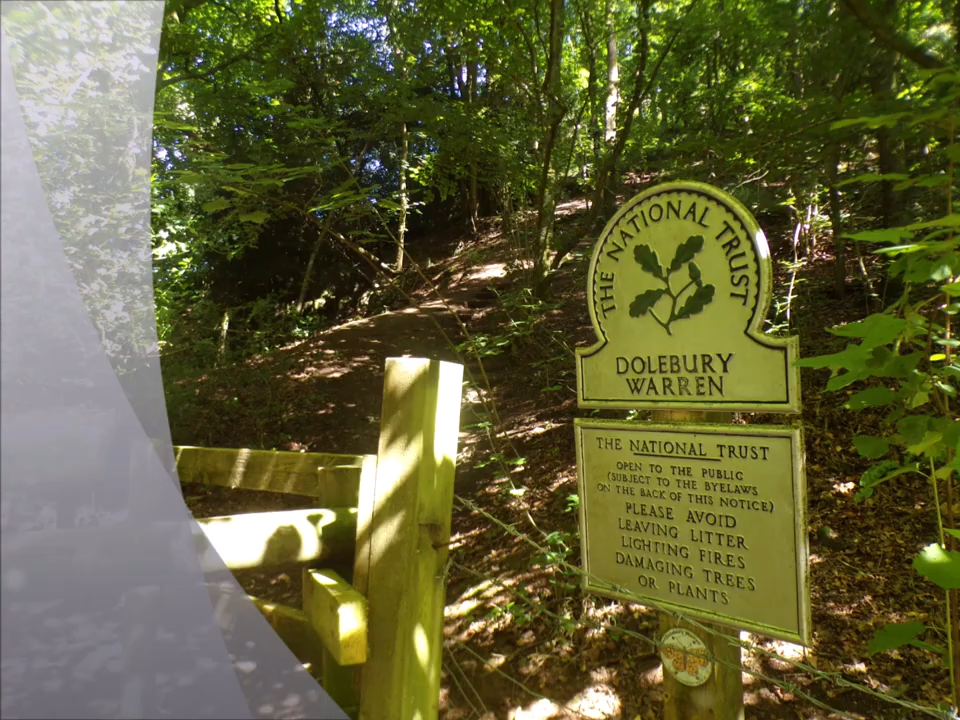 THE NATIONAL TRUST
DOLEBURY
WARREN
THE NATIONAL TRUST
OPEN TO THE PUBLIC
(SUBJECT TO THE BYELAWS
ON THE BACK OF THIS NOTICE)
PLEASE AVOID
LEAVING LITTER
LIGHTING FIRES
DAMAGING TREES
OR PLANTS